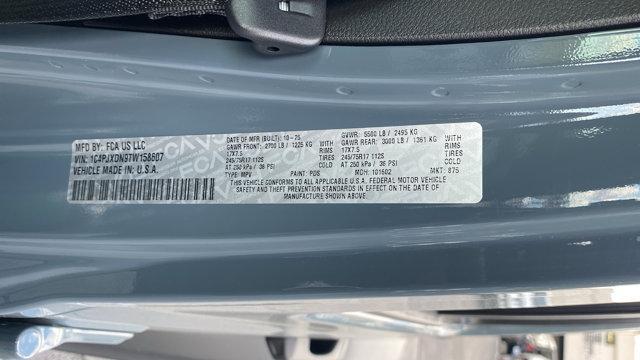 MFD BY: FCA US LLC
VIN: 1C4PJXDN9TW158507
VEHICLE MADE IN: U.S.A.
DATE OF MFR (BUILT): 10-25 GVWR: 5500 LB / 2495 KG
GAWR FRONT: 2700 LB / 1225 KG WITH GAWR REAR: 3000 LB / 1361 KG WITH
17X7.5 RIMS 17X7.5 RIMS
245/75R17 112S TIRES 245/75R17 112S TIRES
AT 250 kPa / 36 PSI COLD AT 250 kPa / 36 PSI COLD
TYPE: MPV PAINT: PDS MDH: 101602 MKT: 875
THIS VEHICLE CONFORMS TO ALL APPLICABLE U.S.A. FEDERAL MOTOR VEHICLE
SAFETY AND THEFT PREVENTION STANDARDS IN EFFECT ON THE DATE OF
MANUFACTURE SHOWN ABOVE.